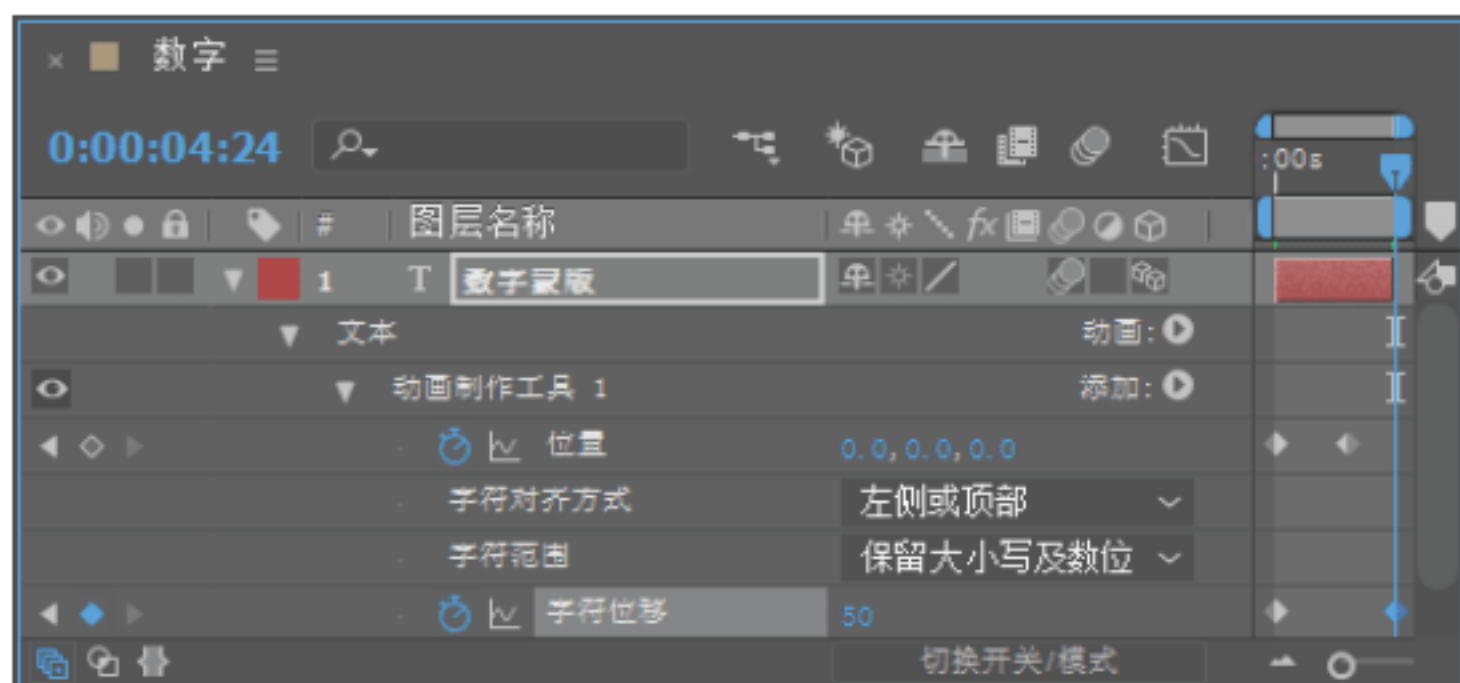 × 数字 ≡
0:00:04:24
:00s
# 图层名称 fx
1 T 数字蒙版
文本 动画:
动画制作工具 1 添加:
位置 0.0,0.0,0.0
字符对齐方式 左侧或顶部
字符范围 保留大小写及数位
字符位移 50
切换开关/模式